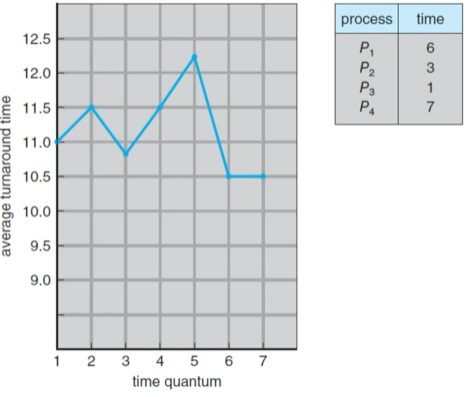 average turnaround time
12.5
12.0
11.5
11.0
10.5
10.0
9.5
9.0
1 2 3 4 5 6 7
time quantum
process time
P1 6
P2 3
P3 1
P4 7